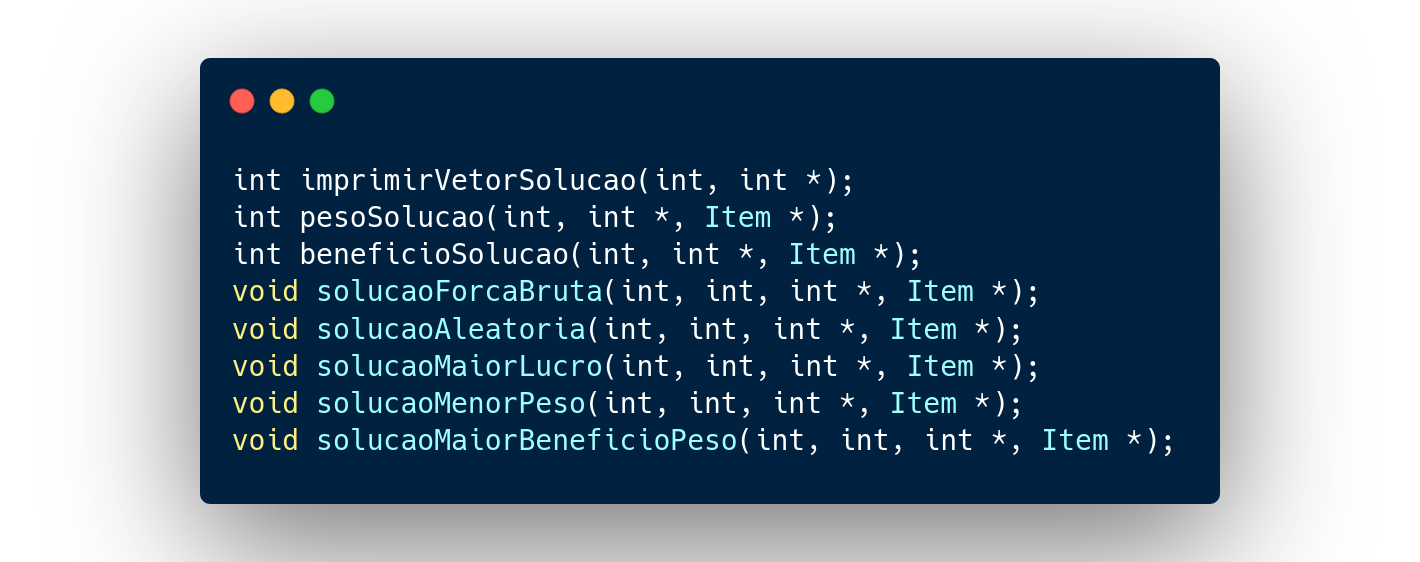 int imprimirVetorSolucao(int, int *);
int pesoSolucao(int, int *, Item *);
int beneficioSolucao(int, int *, Item *);
void solucaoForcaBruta(int, int, int *, Item *);
void solucaoAleatoria(int, int, int *, Item *);
void solucaoMaiorLucro(int, int, int *, Item *);
void solucaoMenorPeso(int, int, int *, Item *);
void solucaoMaiorBeneficioPeso(int, int, int *, Item *);